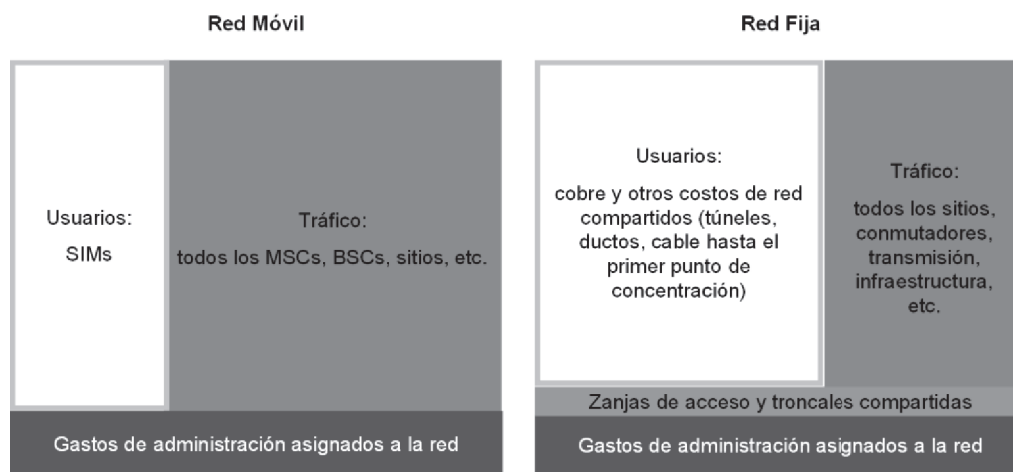 Red Móvil
Usuarios:
SIMs
Tráfico:
todos los MSCs, BSCs, sitios, etc.
Gastos de administración asignados a la red
Red Fija
Usuarios:
cobre y otros costos de red
compartidos (túneles,
ductos, cable hasta el
primer punto de
concentración)
Tráfico:
todos los sitios,
conmutadores,
transmisión,
infraestructura,
etc.
Zanjas de acceso y troncales compartidas
Gastos de administración asignados a la red